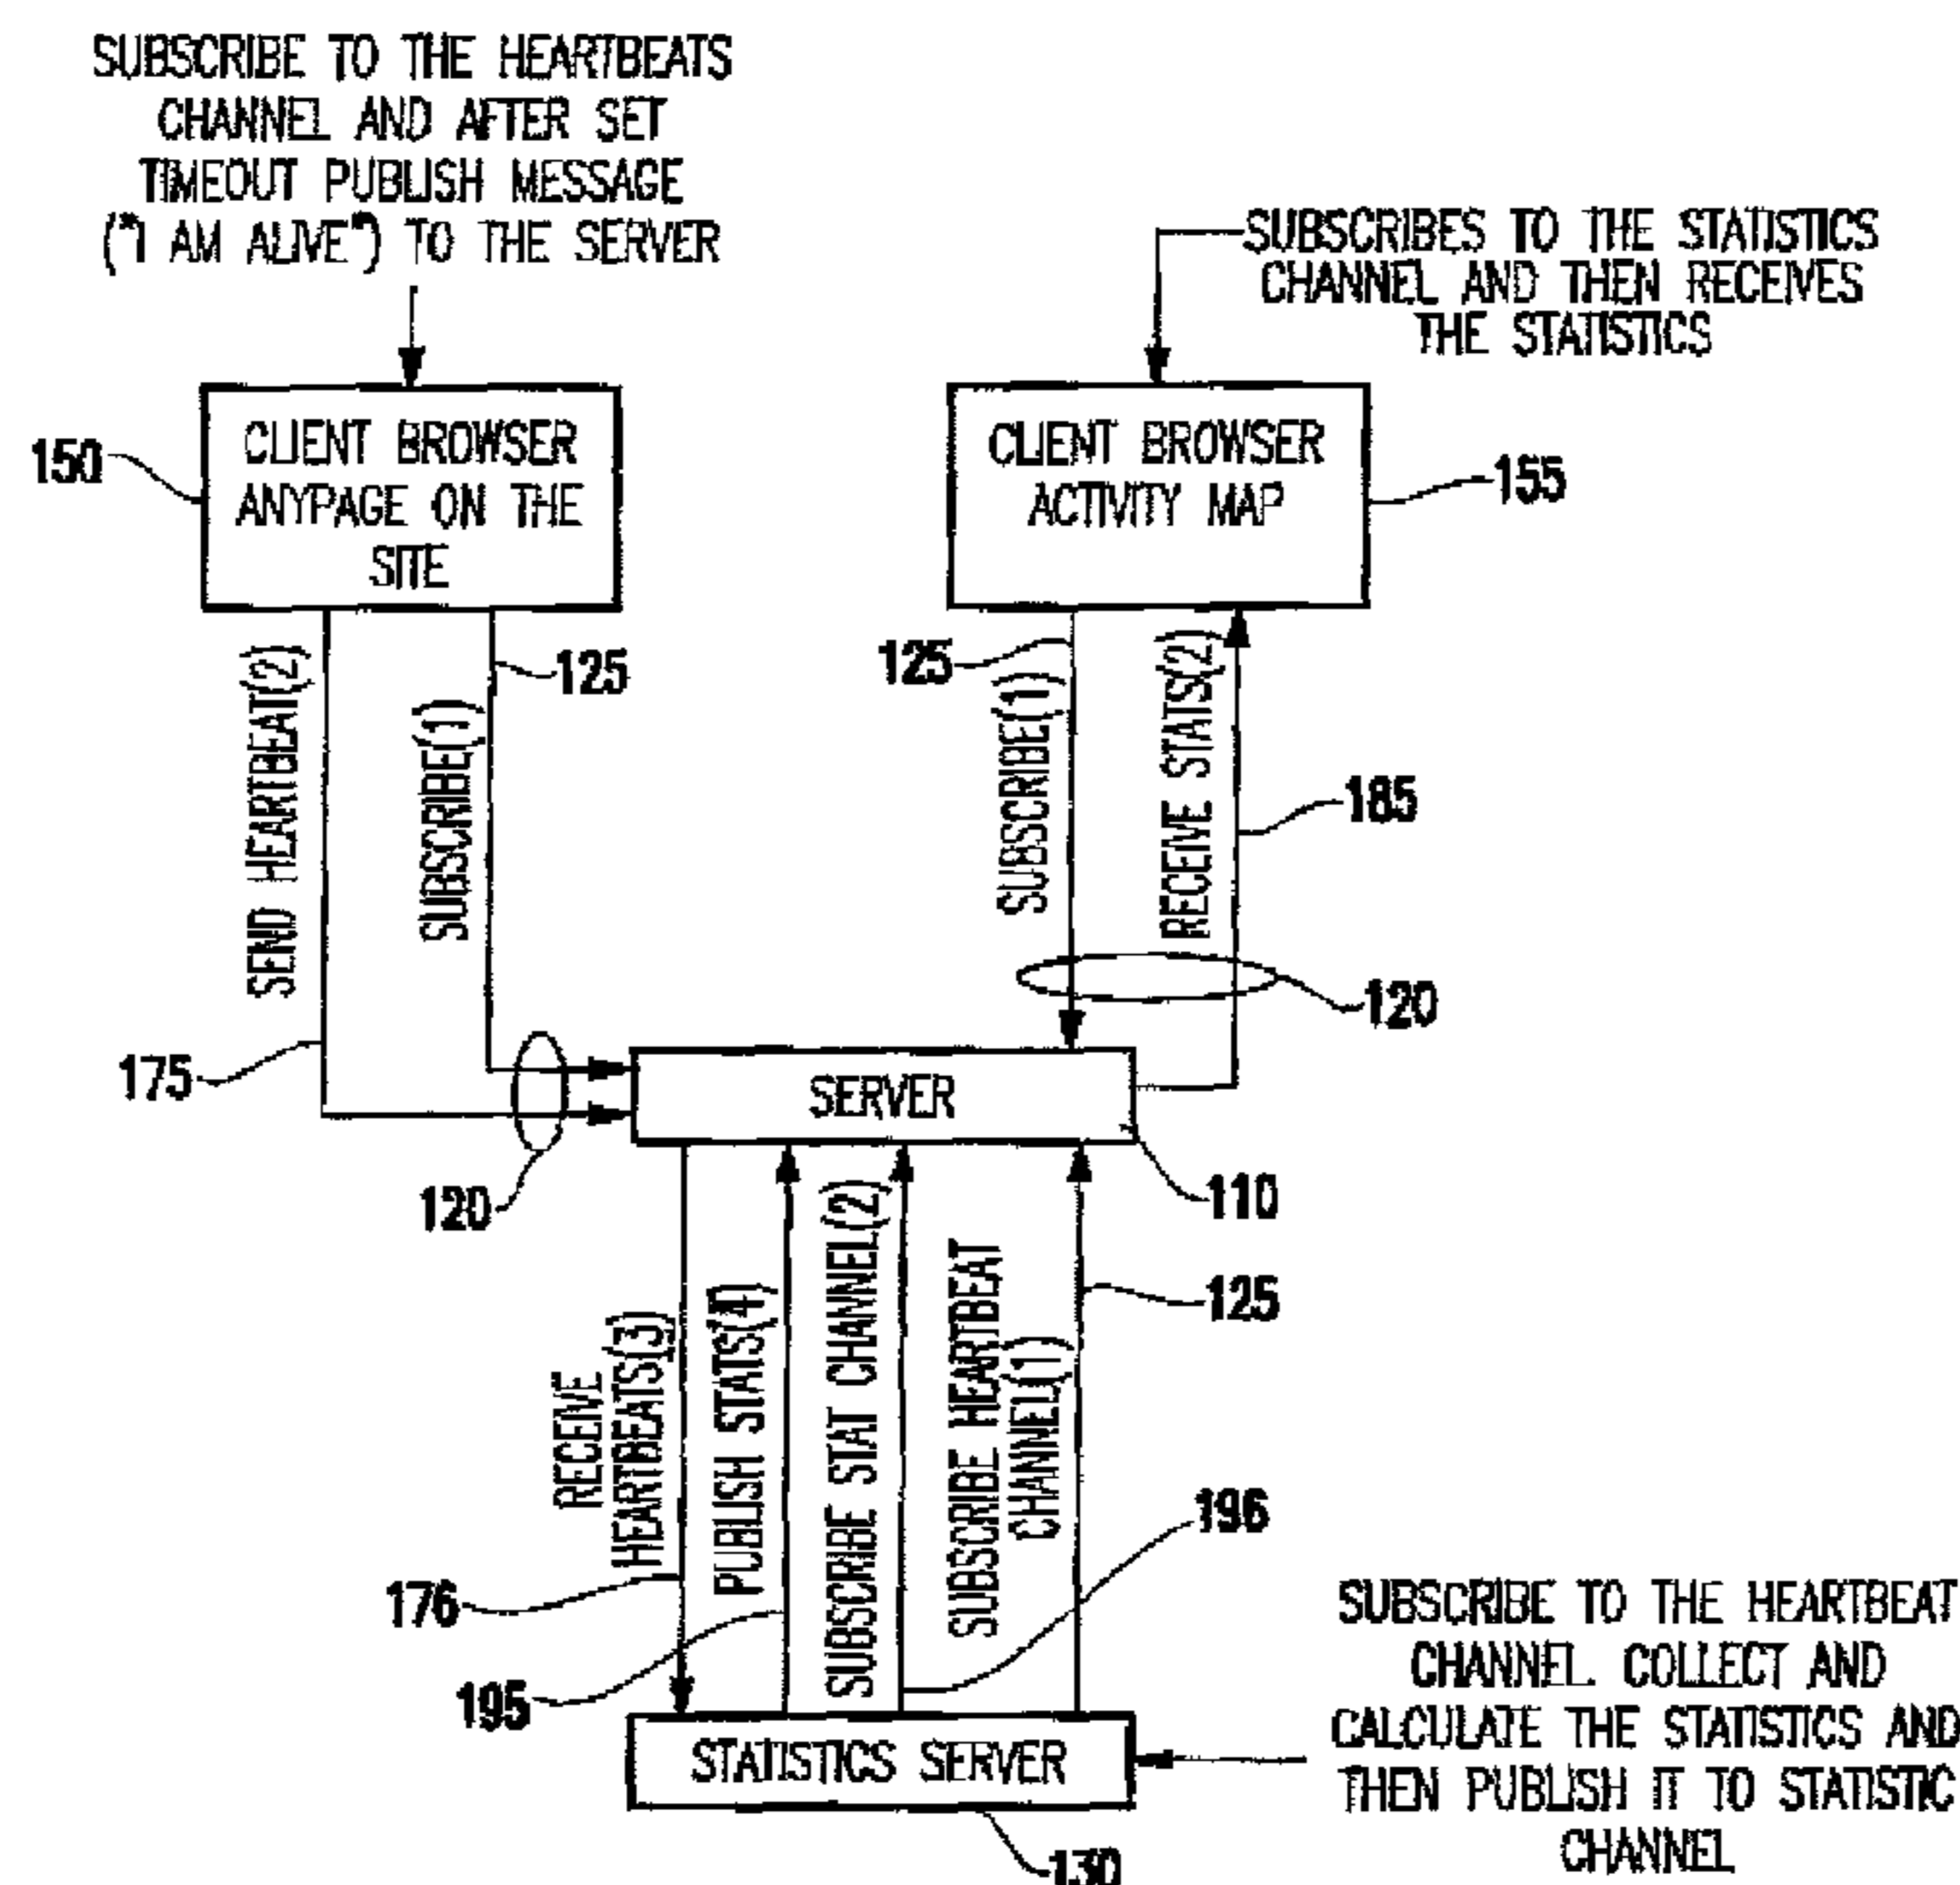 SUBSCRIBE TO THE HEARTBEATS
CHANNEL AND AFTER SET
TIMEOUT PUBLISH MESSAGE
("I AM ALIVE") TO THE SERVER
SUBSCRIBES TO THE STATISTICS
CHANNEL AND THEN RECEIVES
THE STATISTICS
150
CLIENT BROWSER
ANYPAGE ON THE
SITE
CLIENT BROWSER
ACTIVITY MAP
155
SEND HEARTBEAT(2)
SUBSCRIBE(1)
125
125
SUBSCRIBE(1)
RECEIVE STATS(2)
185
120
175
SERVER
120
110
RECEIVE
HEARTBEATS(3)
PUBLISH STATS(4)
SUBSCRIBE STAT CHANNEL(2)
SUBSCRIBE HEARTBEAT
CHANNEL(1)
125
196
176
195
STATISTICS SERVER
130
SUBSCRIBE TO THE HEARTBEAT
CHANNEL COLLECT AND
CALCULATE THE STATISTICS AND
THEN PUBLISH IT TO STATISTIC
CHANNEL